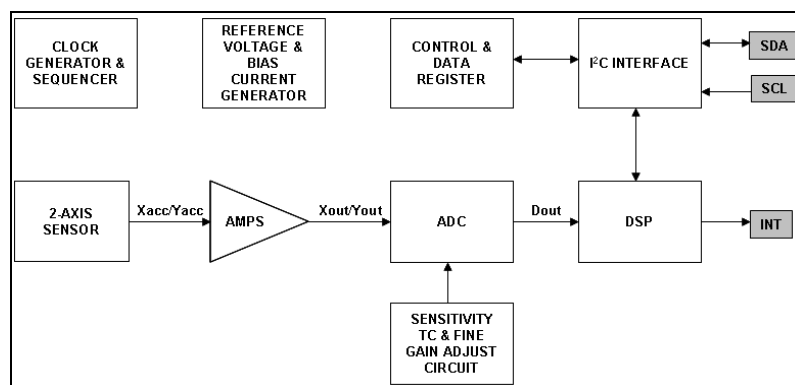 CLOCK
GENERATOR &
SEQUENCER
REFERENCE
VOLTAGE &
BIAS
CURRENT
GENERATOR
CONTROL &
DATA
REGISTER
I²C INTERFACE
SDA
SCL
2-AXIS
SENSOR
Xacc/Yacc
AMPS
Xout/Yout
ADC
Dout
DSP
INT
SENSITIVITY
TC & FINE
GAIN ADJUST
CIRCUIT